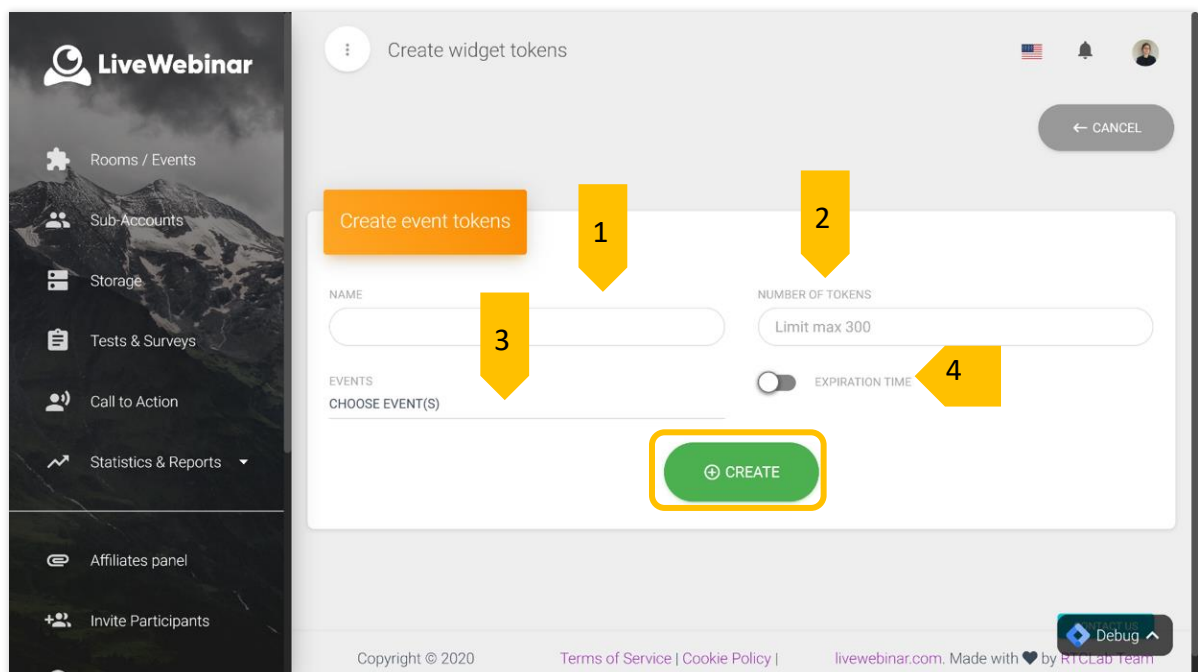 LiveWebinar
Rooms / Events
Sub-Accounts
Storage
Tests & Surveys
Call to Action
Statistics & Reports
Affiliates panel
Invite Participants
Create widget tokens
← CANCEL
Create event tokens
1
2
NAME
NUMBER OF TOKENS
Limit max 300
3
EVENTS
CHOOSE EVENT(S)
EXPIRATION TIME
4
CREATE
CONTACT US
Debug
Copyright © 2020
Terms of Service | Cookie Policy |
livewebinar.com. Made with ♥ by RTCLab Team